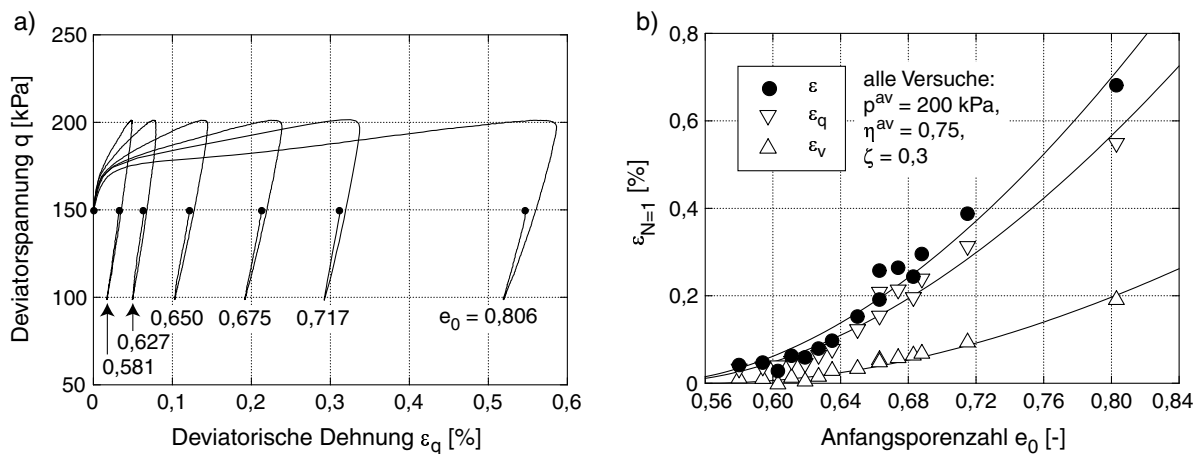 a)
Deviatorspannung q [kPa]
250
200
150
100
50
0,650
0,675
0,717
e0 = 0,806
0,627
0,581
0
0,1
0,2
0,3
0,4
0,5
0,6
Deviatorische Dehnung εq [%]
b)
εN=1 [%]
0,8
0,6
0,4
0,2
0
ε
εq
εv
alle Versuche:
pav = 200 kPa,
ηav = 0,75,
ζ = 0,3
0,56
0,60
0,64
0,68
0,72
0,76
0,80
0,84
Anfangsporenzahl e0 [-]